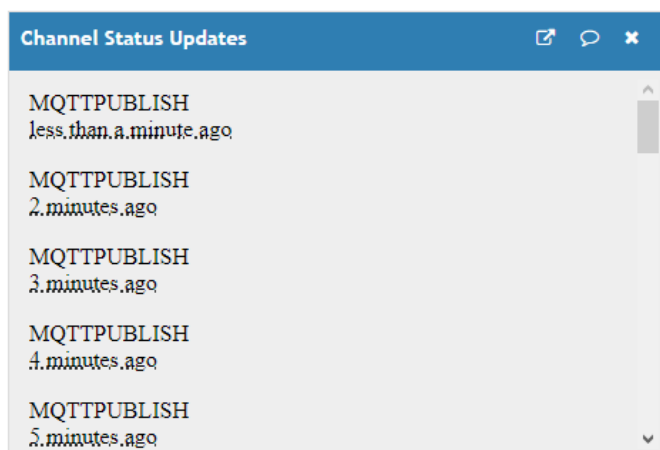 Channel Status Updates
MQTTPUBLISH
less than a minute ago
MQTTPUBLISH
2 minutes ago
MQTTPUBLISH
3 minutes ago
MQTTPUBLISH
4 minutes ago
MQTTPUBLISH
5 minutes ago